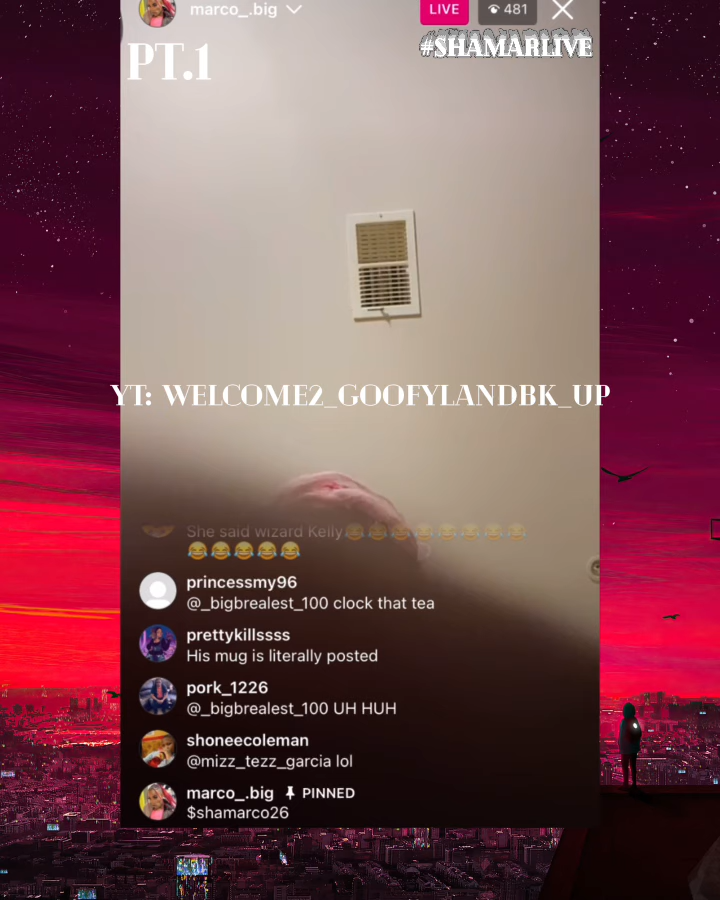 marco_.big
LIVE
481
PT.1
#SHAMARLIVE
YT: WELCOME2_GOOFYLANDBK_UP
She said wizard Kelly😂😂😂😂😂😂😂😂
😂😂😂😂😂
princessmy96
@_bigbrealest_100 clock that tea
prettykillssss
His mug is literally posted
pork_1226
@_bigbrealest_100 UH HUH
shoneecoleman
@mizz_tezz_garcia lol
marco_.big PINNED
$shamarco26